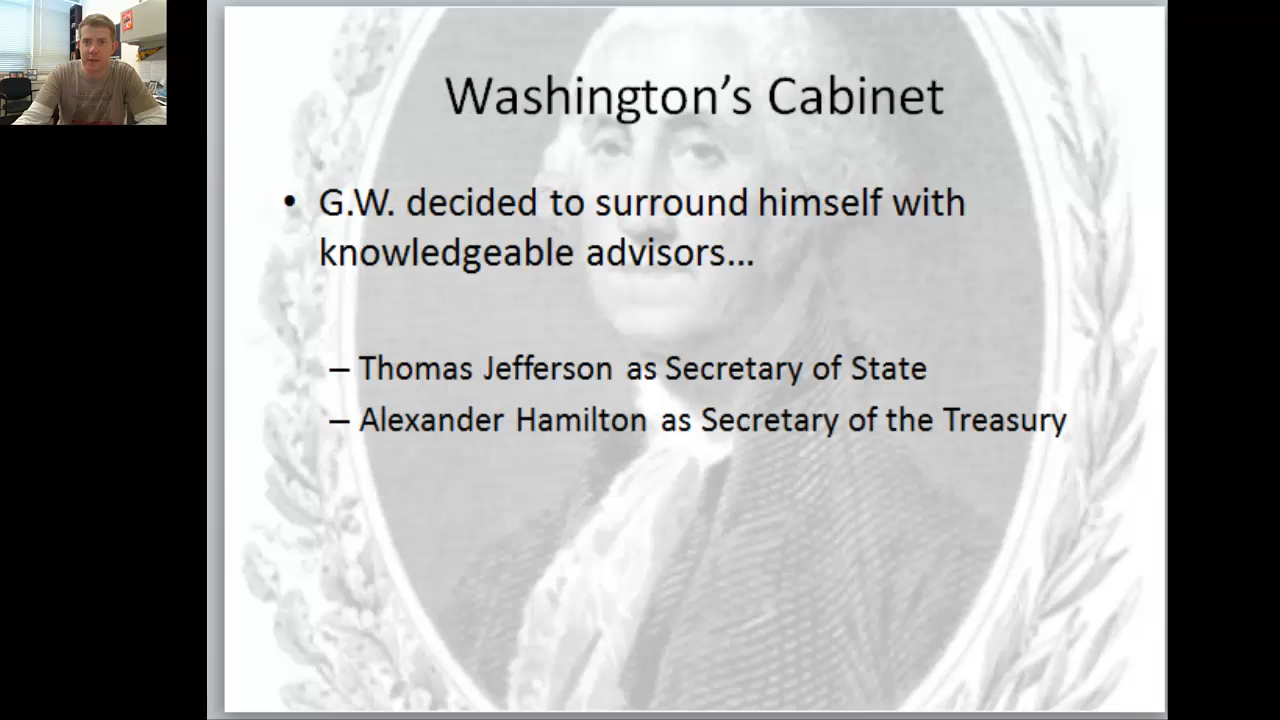 Washington’s Cabinet
• G.W. decided to surround himself with
knowledgeable advisors...
– Thomas Jefferson as Secretary of State
– Alexander Hamilton as Secretary of the Treasury